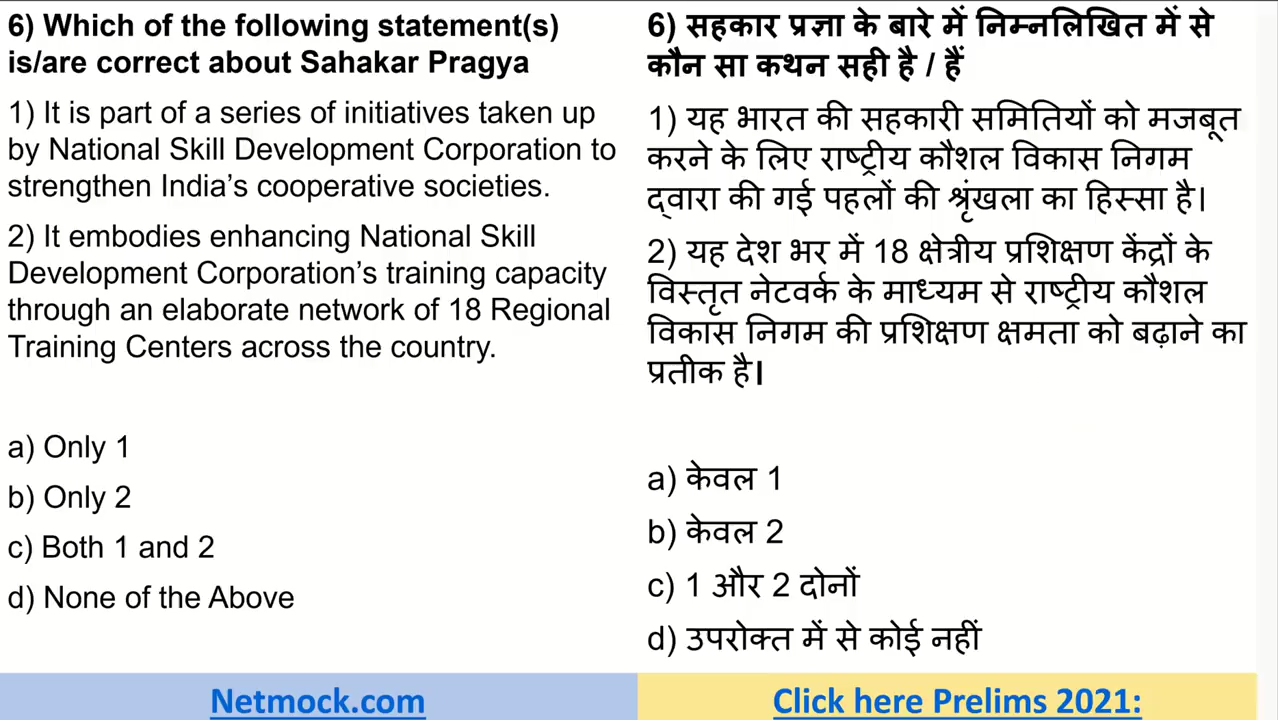 6) Which of the following statement(s)
is/are correct about Sahakar Pragya
1) It is part of a series of initiatives taken up
by National Skill Development Corporation to
strengthen India’s cooperative societies.
2) It embodies enhancing National Skill
Development Corporation’s training capacity
through an elaborate network of 18 Regional
Training Centers across the country.
a) Only 1
b) Only 2
c) Both 1 and 2
d) None of the Above
6) सहकार प्रज्ञा के बारे में निम्नलिखित में से
कौन सा कथन सही है / हैं
1) यह भारत की सहकारी समितियों को मजबूत
करने के लिए राष्ट्रीय कौशल विकास निगम
द्वारा की गई पहलों की श्रृंखला का हिस्सा है।
2) यह देश भर में 18 क्षेत्रीय प्रशिक्षण केंद्रों के
विस्तृत नेटवर्क के माध्यम से राष्ट्रीय कौशल
विकास निगम की प्रशिक्षण क्षमता को बढ़ाने का
प्रतीक है।
a) केवल 1
b) केवल 2
c) 1 और 2 दोनों
d) उपरोक्त में से कोई नहीं
Netmock.com
Click here Prelims 2021: